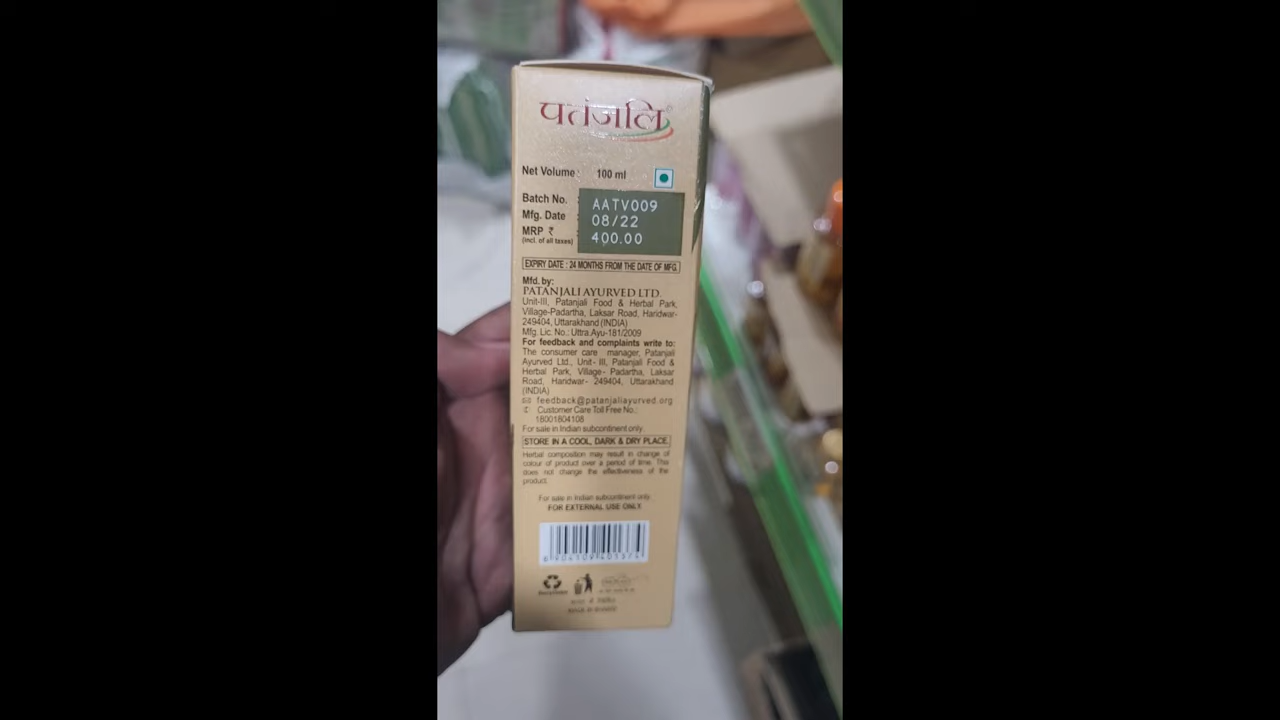 पतंजलि®
Net Volume : 100 ml
Batch No. : AATV009
Mfg. Date : 08/22
MRP ₹ : 400.00
(Incl. of all taxes)
EXPIRY DATE : 24 MONTHS FROM THE DATE OF MFG.
Mfd. by:
PATANJALI AYURVED LTD.
Unit-III, Patanjali Food & Herbal Park,
Village-Padartha, Laksar Road, Haridwar-
249404, Uttarakhand (INDIA)
Mfg. Lic. No.: Uttra.Ayu-181/2009
For feedback and complaints write to:
The consumer care manager, Patanjali
Ayurved Ltd., Unit- III, Patanjali Food &
Herbal Park, Village- Padartha, Laksar
Road, Haridwar- 249404, Uttarakhand
(INDIA)
feedback@patanjaliayurved.org
Customer Care Toll Free No.:
18001804108
For sale in Indian subcontinent only.
STORE IN A COOL, DARK & DRY PLACE.
Herbal composition may result in change of
colour of product over a period of time. This
does not change the effectiveness of the
product.
For sale in Indian subcontinent only.
FOR EXTERNAL USE ONLY